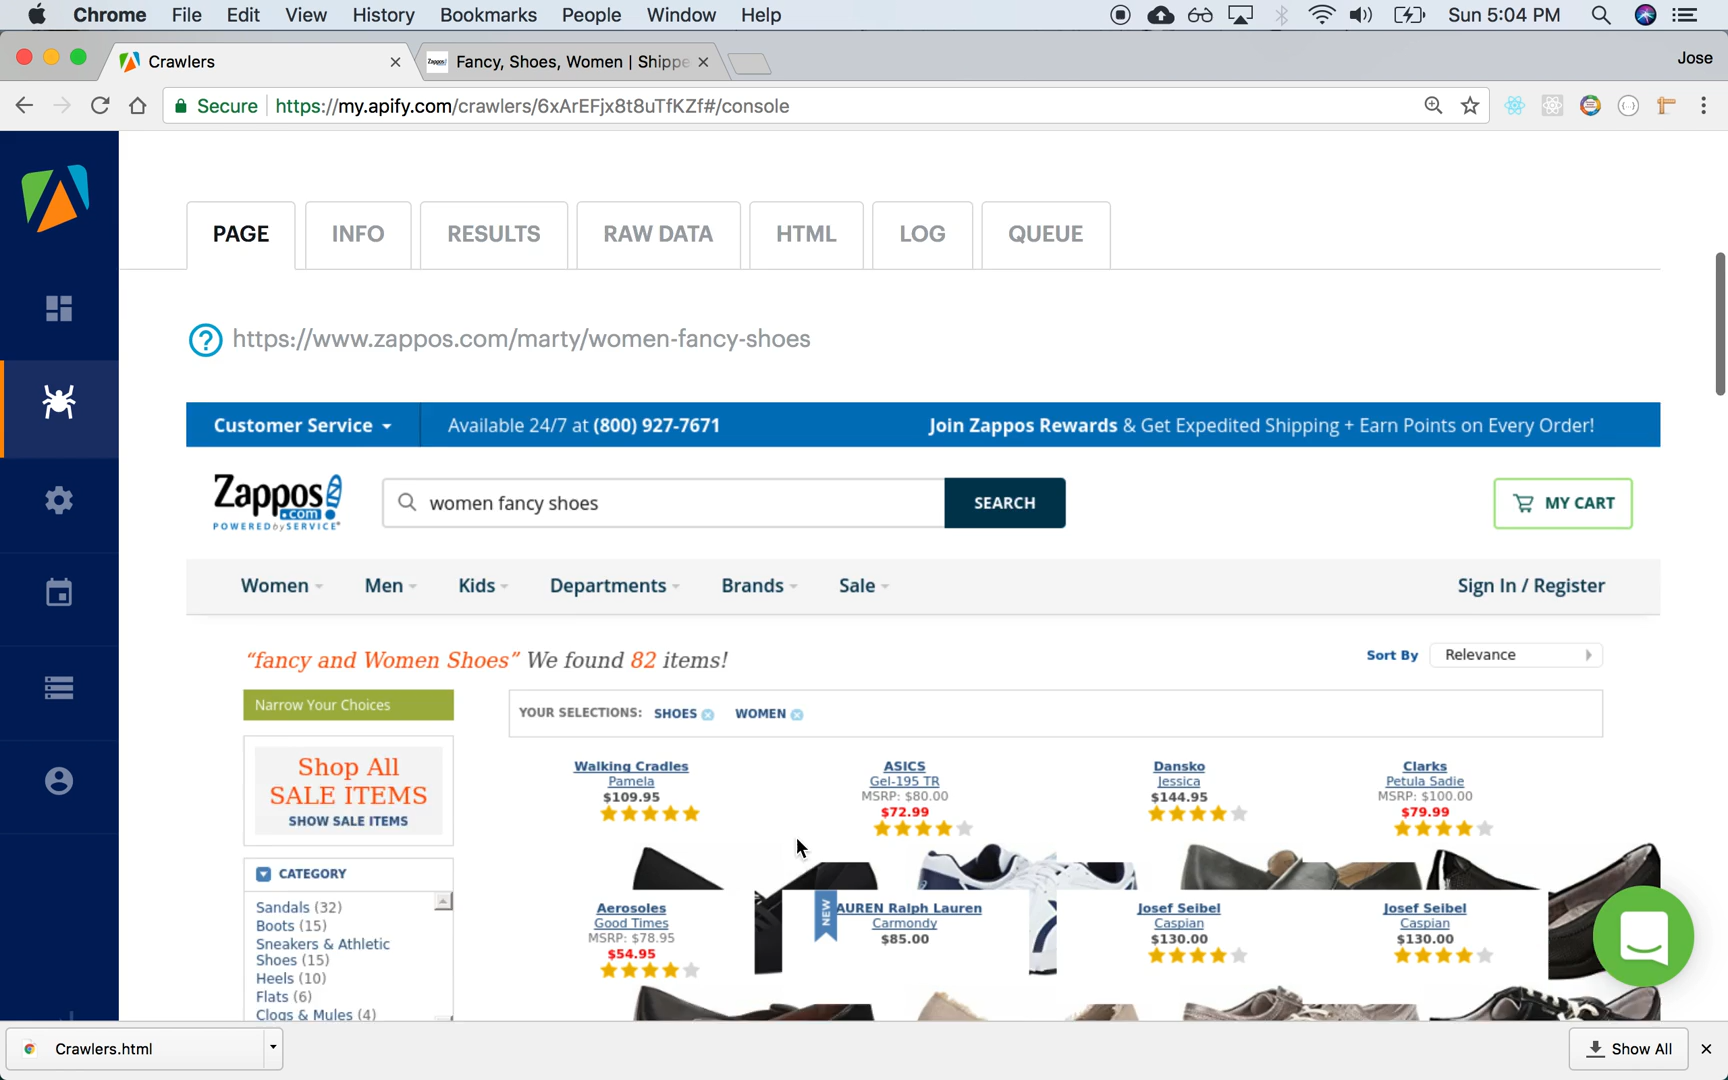 Chrome File Edit View History Bookmarks People Window Help Sun 5:04 PM
Crawlers Zappos Fancy, Shoes, Women | Shippe Jose
Secure https://my.apify.com/crawlers/6xArEFjx8t8uTfKZf#/console
PAGE INFO RESULTS RAW DATA HTML LOG QUEUE
? https://www.zappos.com/marty/women-fancy-shoes
Customer Service Available 24/7 at (800) 927-7671 Join Zappos Rewards & Get Expedited Shipping + Earn Points on Every Order!
Zappos.com
POWERED by SERVICE
women fancy shoes SEARCH MY CART
Women Men Kids Departments Brands Sale Sign In / Register
“fancy and Women Shoes” We found 82 items! Sort By Relevance
Narrow Your Choices
YOUR SELECTIONS: SHOES WOMEN
Shop All
SALE ITEMS
SHOW SALE ITEMS
Walking Cradles
Pamela
$109.95
ASICS
Gel-195 TR
MSRP: $80.00
$72.99
Dansko
Jessica
$144.95
Clarks
Petula Sadie
MSRP: $100.00
$79.99
CATEGORY
Sandals (32)
Boots (15)
Sneakers & Athletic
Shoes (15)
Heels (10)
Flats (6)
Clogs & Mules (4)
Aerosoles
Good Times
MSRP: $78.95
$54.95
NEW
AUREN Ralph Lauren
Carmondy
$85.00
Josef Seibel
Caspian
$130.00
Josef Seibel
Caspian
$130.00
Crawlers.html Show All